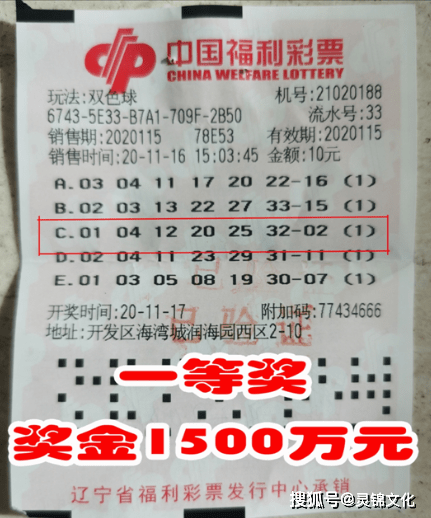 中国福利彩票
CHINA WELFARE LOTTERY
玩法:双色球 机号:21020188
6743-5E33-B7A1-709F-2B50 流水号:33
销售期:2020115 78E53 有效期:2020115
销售时间:20-11-16 15:03:45 金额:10元
A.03 04 11 17 20 22-16 (1)
B.02 03 13 22 27 33-15 (1)
C.01 04 12 20 25 32-02 (1)
D.02 04 11 23 29 31-11 (1)
E.01 03 05 08 19 30-07 (1)
开奖时间:20-11-17 附加码:77434666
地址:开发区海湾城润海园西区2-10
一等奖
奖金1500万元
辽宁省福利彩票发行中心承销
搜狐号@灵锦文化